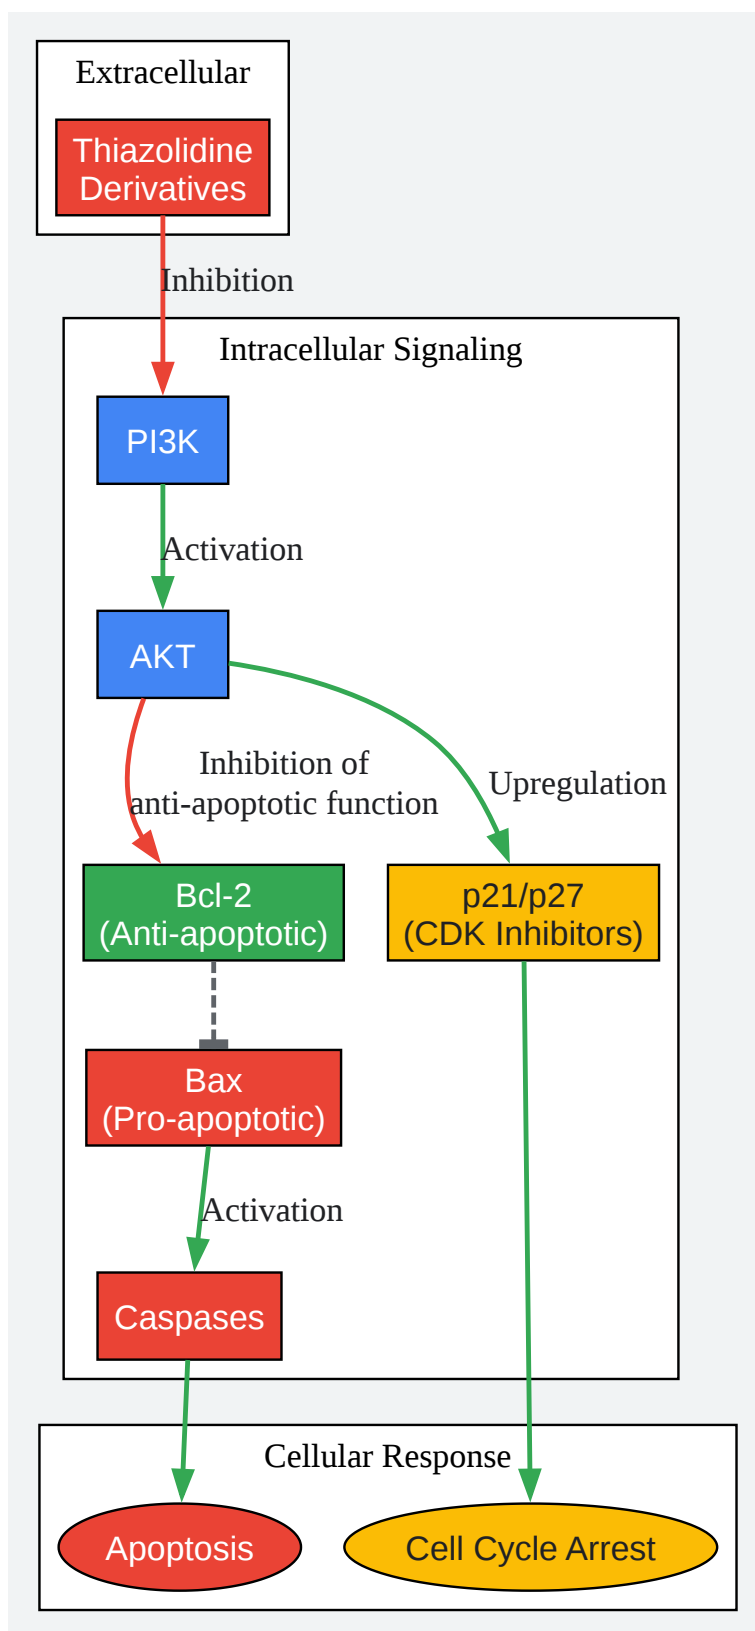 Extracellular
Thiazolidine
Derivatives
Inhibition
Intracellular Signaling
PI3K
Activation
AKT
Inhibition of
anti-apoptotic function
Upregulation
Bcl-2
(Anti-apoptotic)
p21/p27
(CDK Inhibitors)
Bax
(Pro-apoptotic)
Activation
Caspases
Cellular Response
Apoptosis
Cell Cycle Arrest